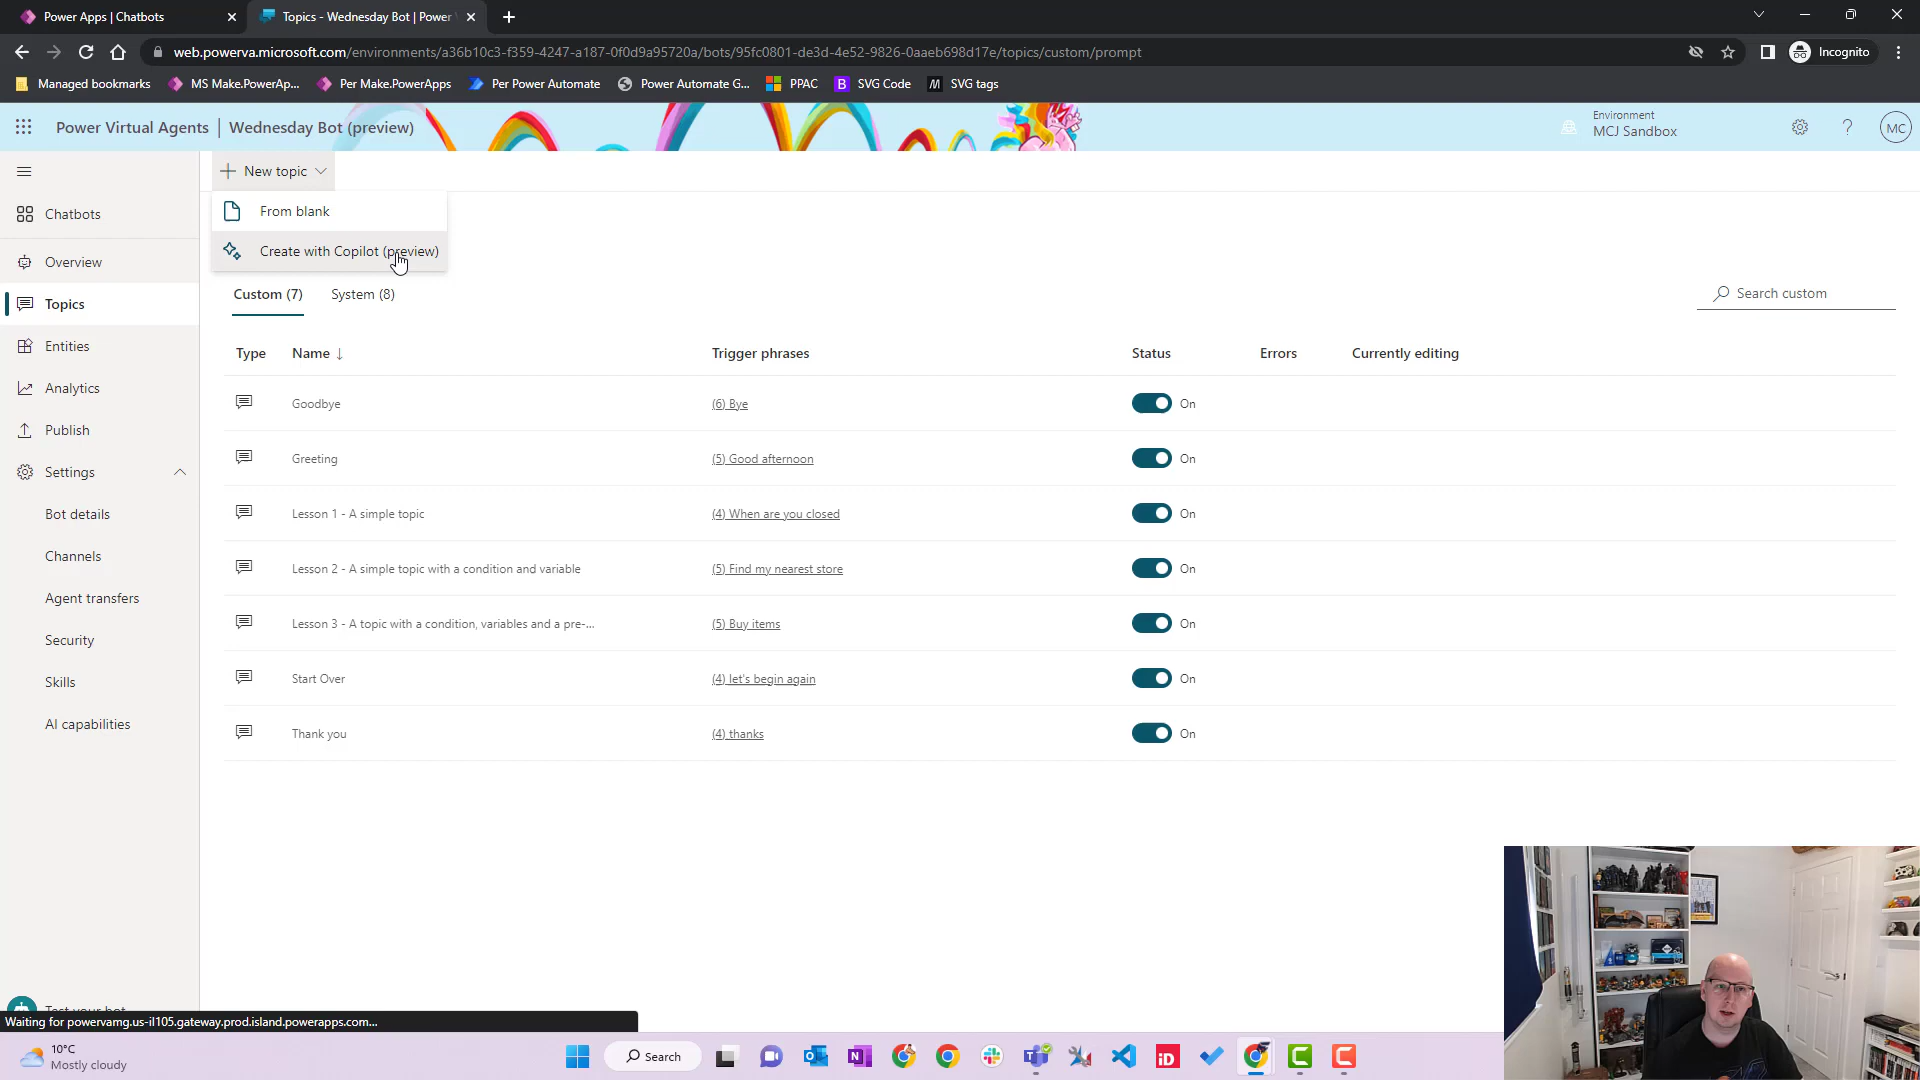 Power Apps | Chatbots
Topics - Wednesday Bot | Power
web.powerva.microsoft.com/environments/a36b10c3-f359-4247-a187-0f0d9a95720a/bots/95fc0801-de3d-4e52-9826-0aaeb698d17e/topics/custom/prompt
Incognito
Managed bookmarks
MS Make.PowerAp...
Per Make.PowerApps
Per Power Automate
Power Automate G...
PPAC
SVG Code
SVG tags
Power Virtual Agents | Wednesday Bot (preview)
Environment
MCJ Sandbox
MC
New topic
Chatbots
From blank
Create with Copilot (preview)
Overview
Topics
Entities
Analytics
Publish
Settings
Bot details
Channels
Agent transfers
Security
Skills
AI capabilities
Custom (7)
System (8)
Search custom
Type Name ↓ Trigger phrases Status Errors Currently editing
Goodbye (6) Bye On
Greeting (5) Good afternoon On
Lesson 1 - A simple topic (4) When are you closed On
Lesson 2 - A simple topic with a condition and variable (5) Find my nearest store On
Lesson 3 - A topic with a condition, variables and a pre-... (5) Buy items On
Start Over (4) let's begin again On
Thank you (4) thanks On
Test your bot
Waiting for powervamg.us-il105.gateway.prod.island.powerapps.com...
10°C
Mostly cloudy
Search
iD